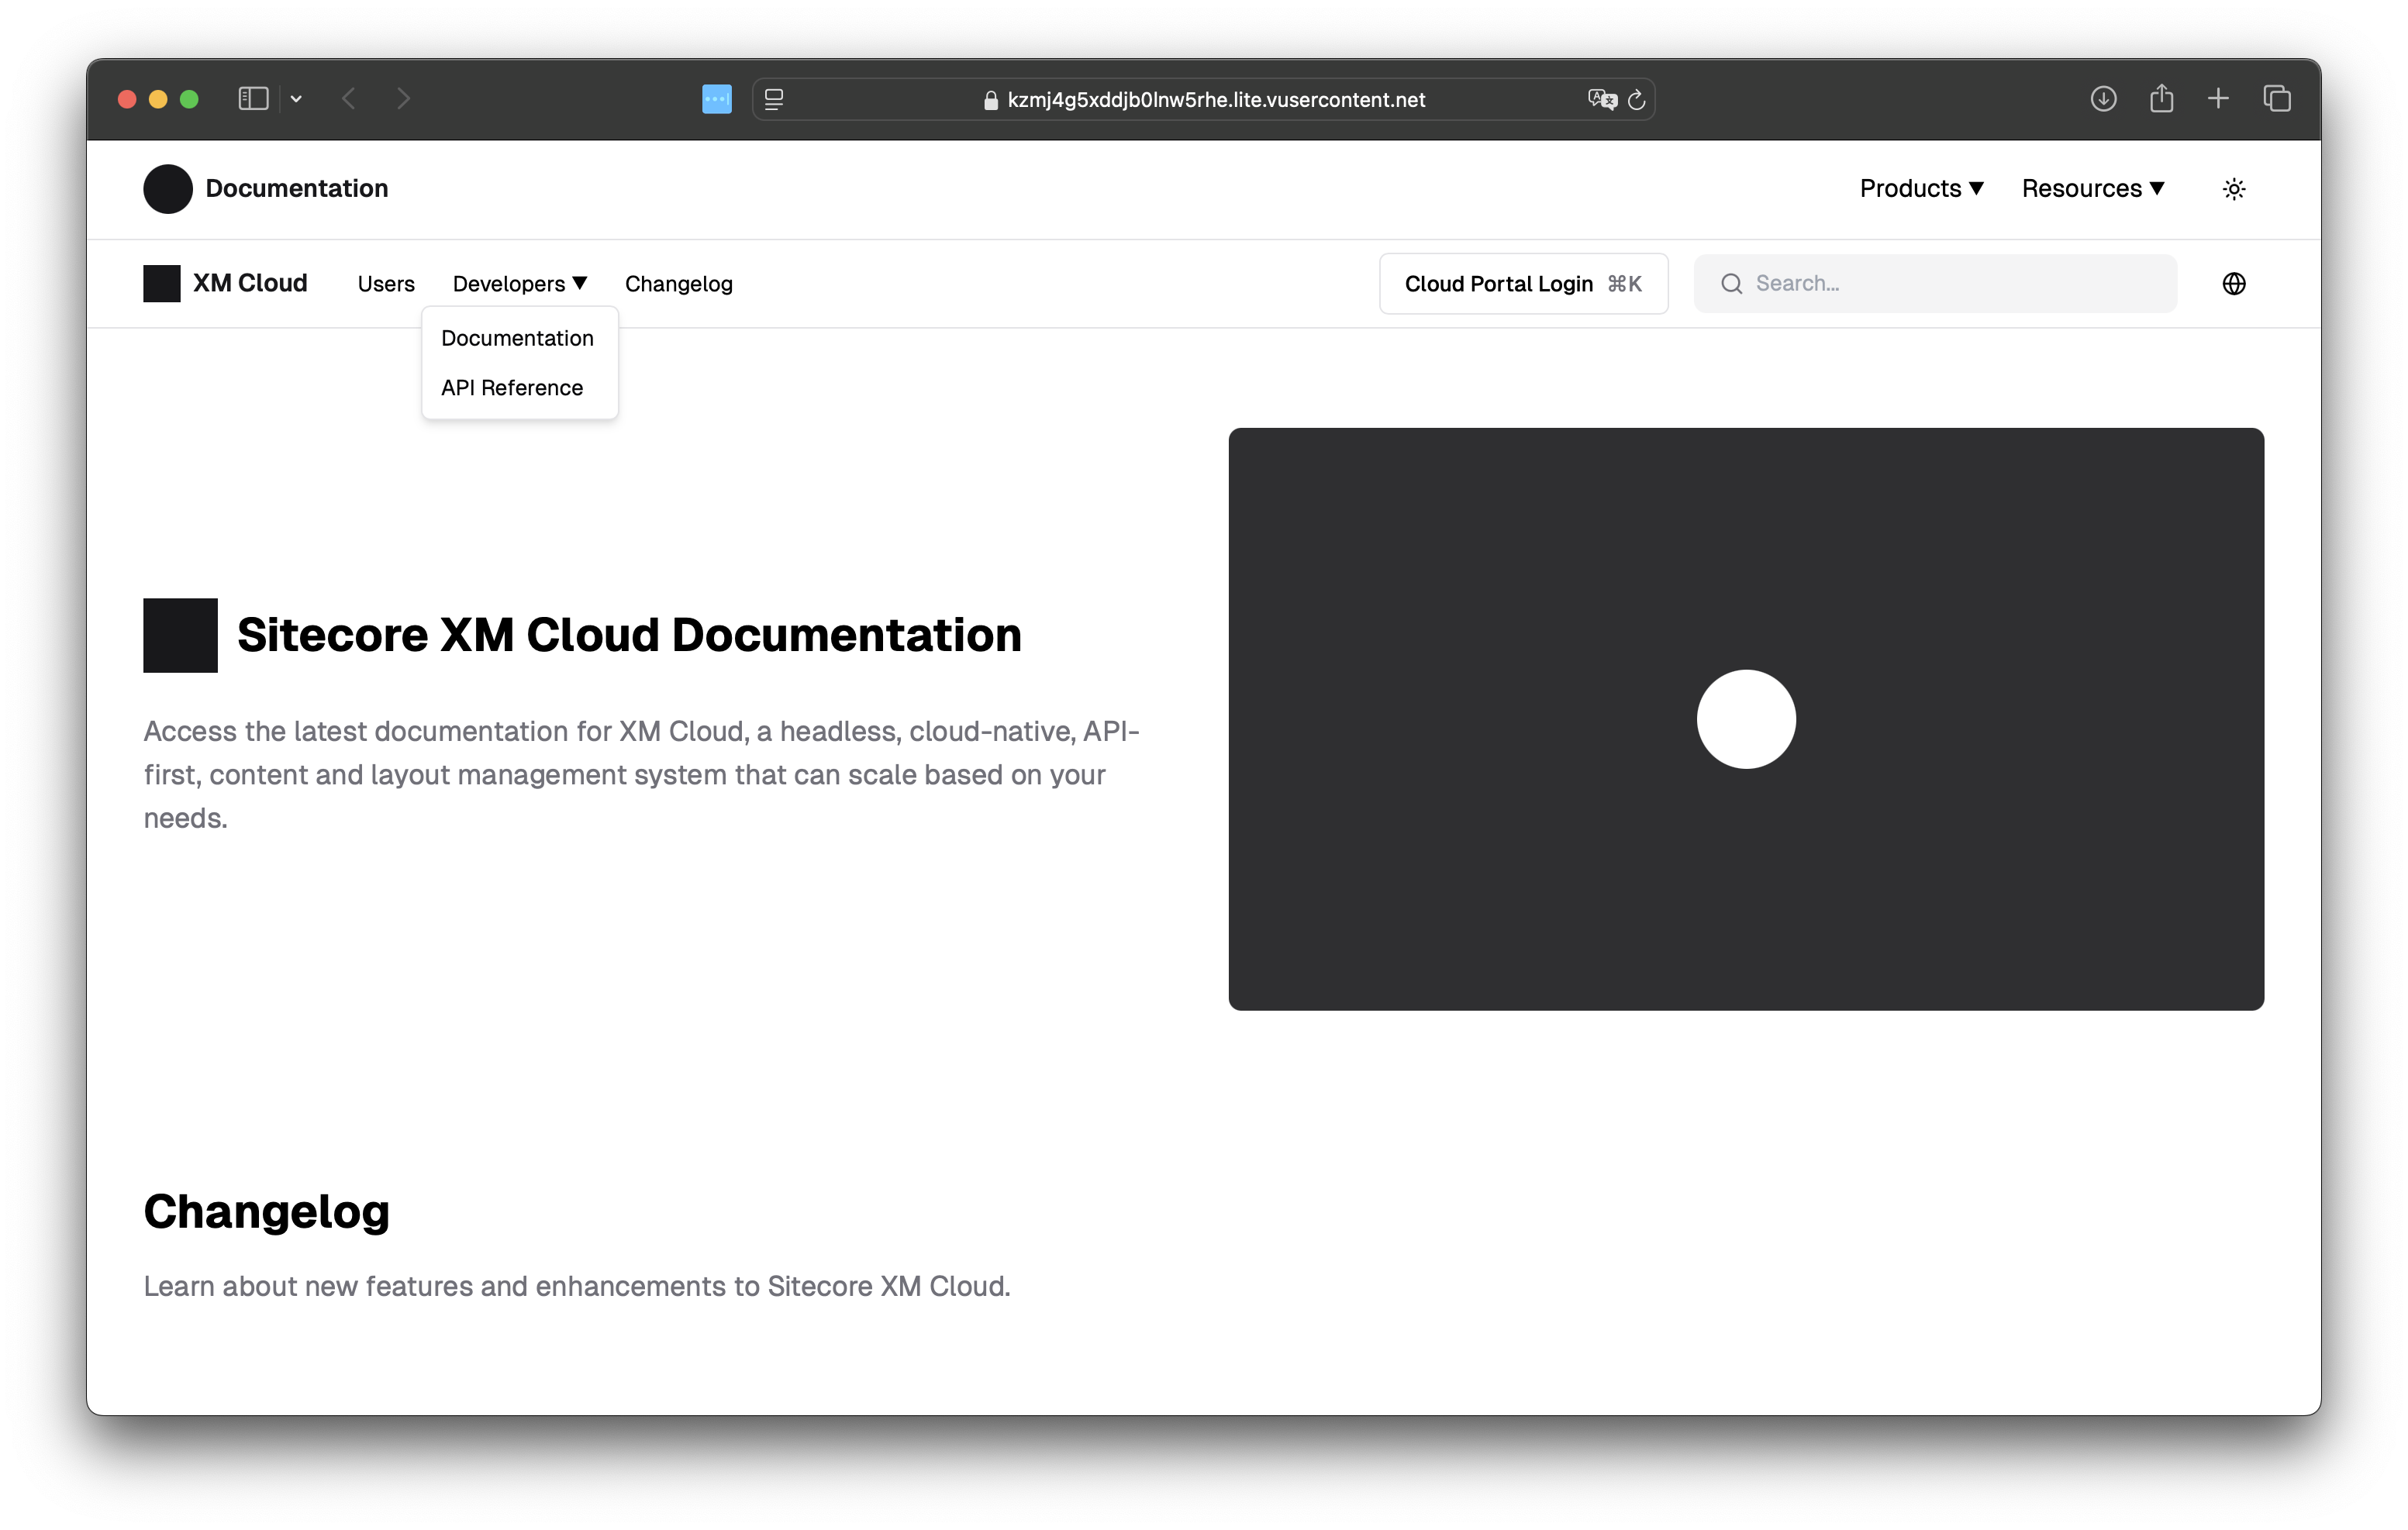 kzmj4g5xddjb0lnw5rhe.lite.vusercontent.net
Documentation
Products ▼ Resources ▼
XM Cloud Users Developers ▼ Changelog Cloud Portal Login ⌘K Search...
Documentation
API Reference
Sitecore XM Cloud Documentation
Access the latest documentation for XM Cloud, a headless, cloud-native, API-
first, content and layout management system that can scale based on your
needs.
Changelog
Learn about new features and enhancements to Sitecore XM Cloud.